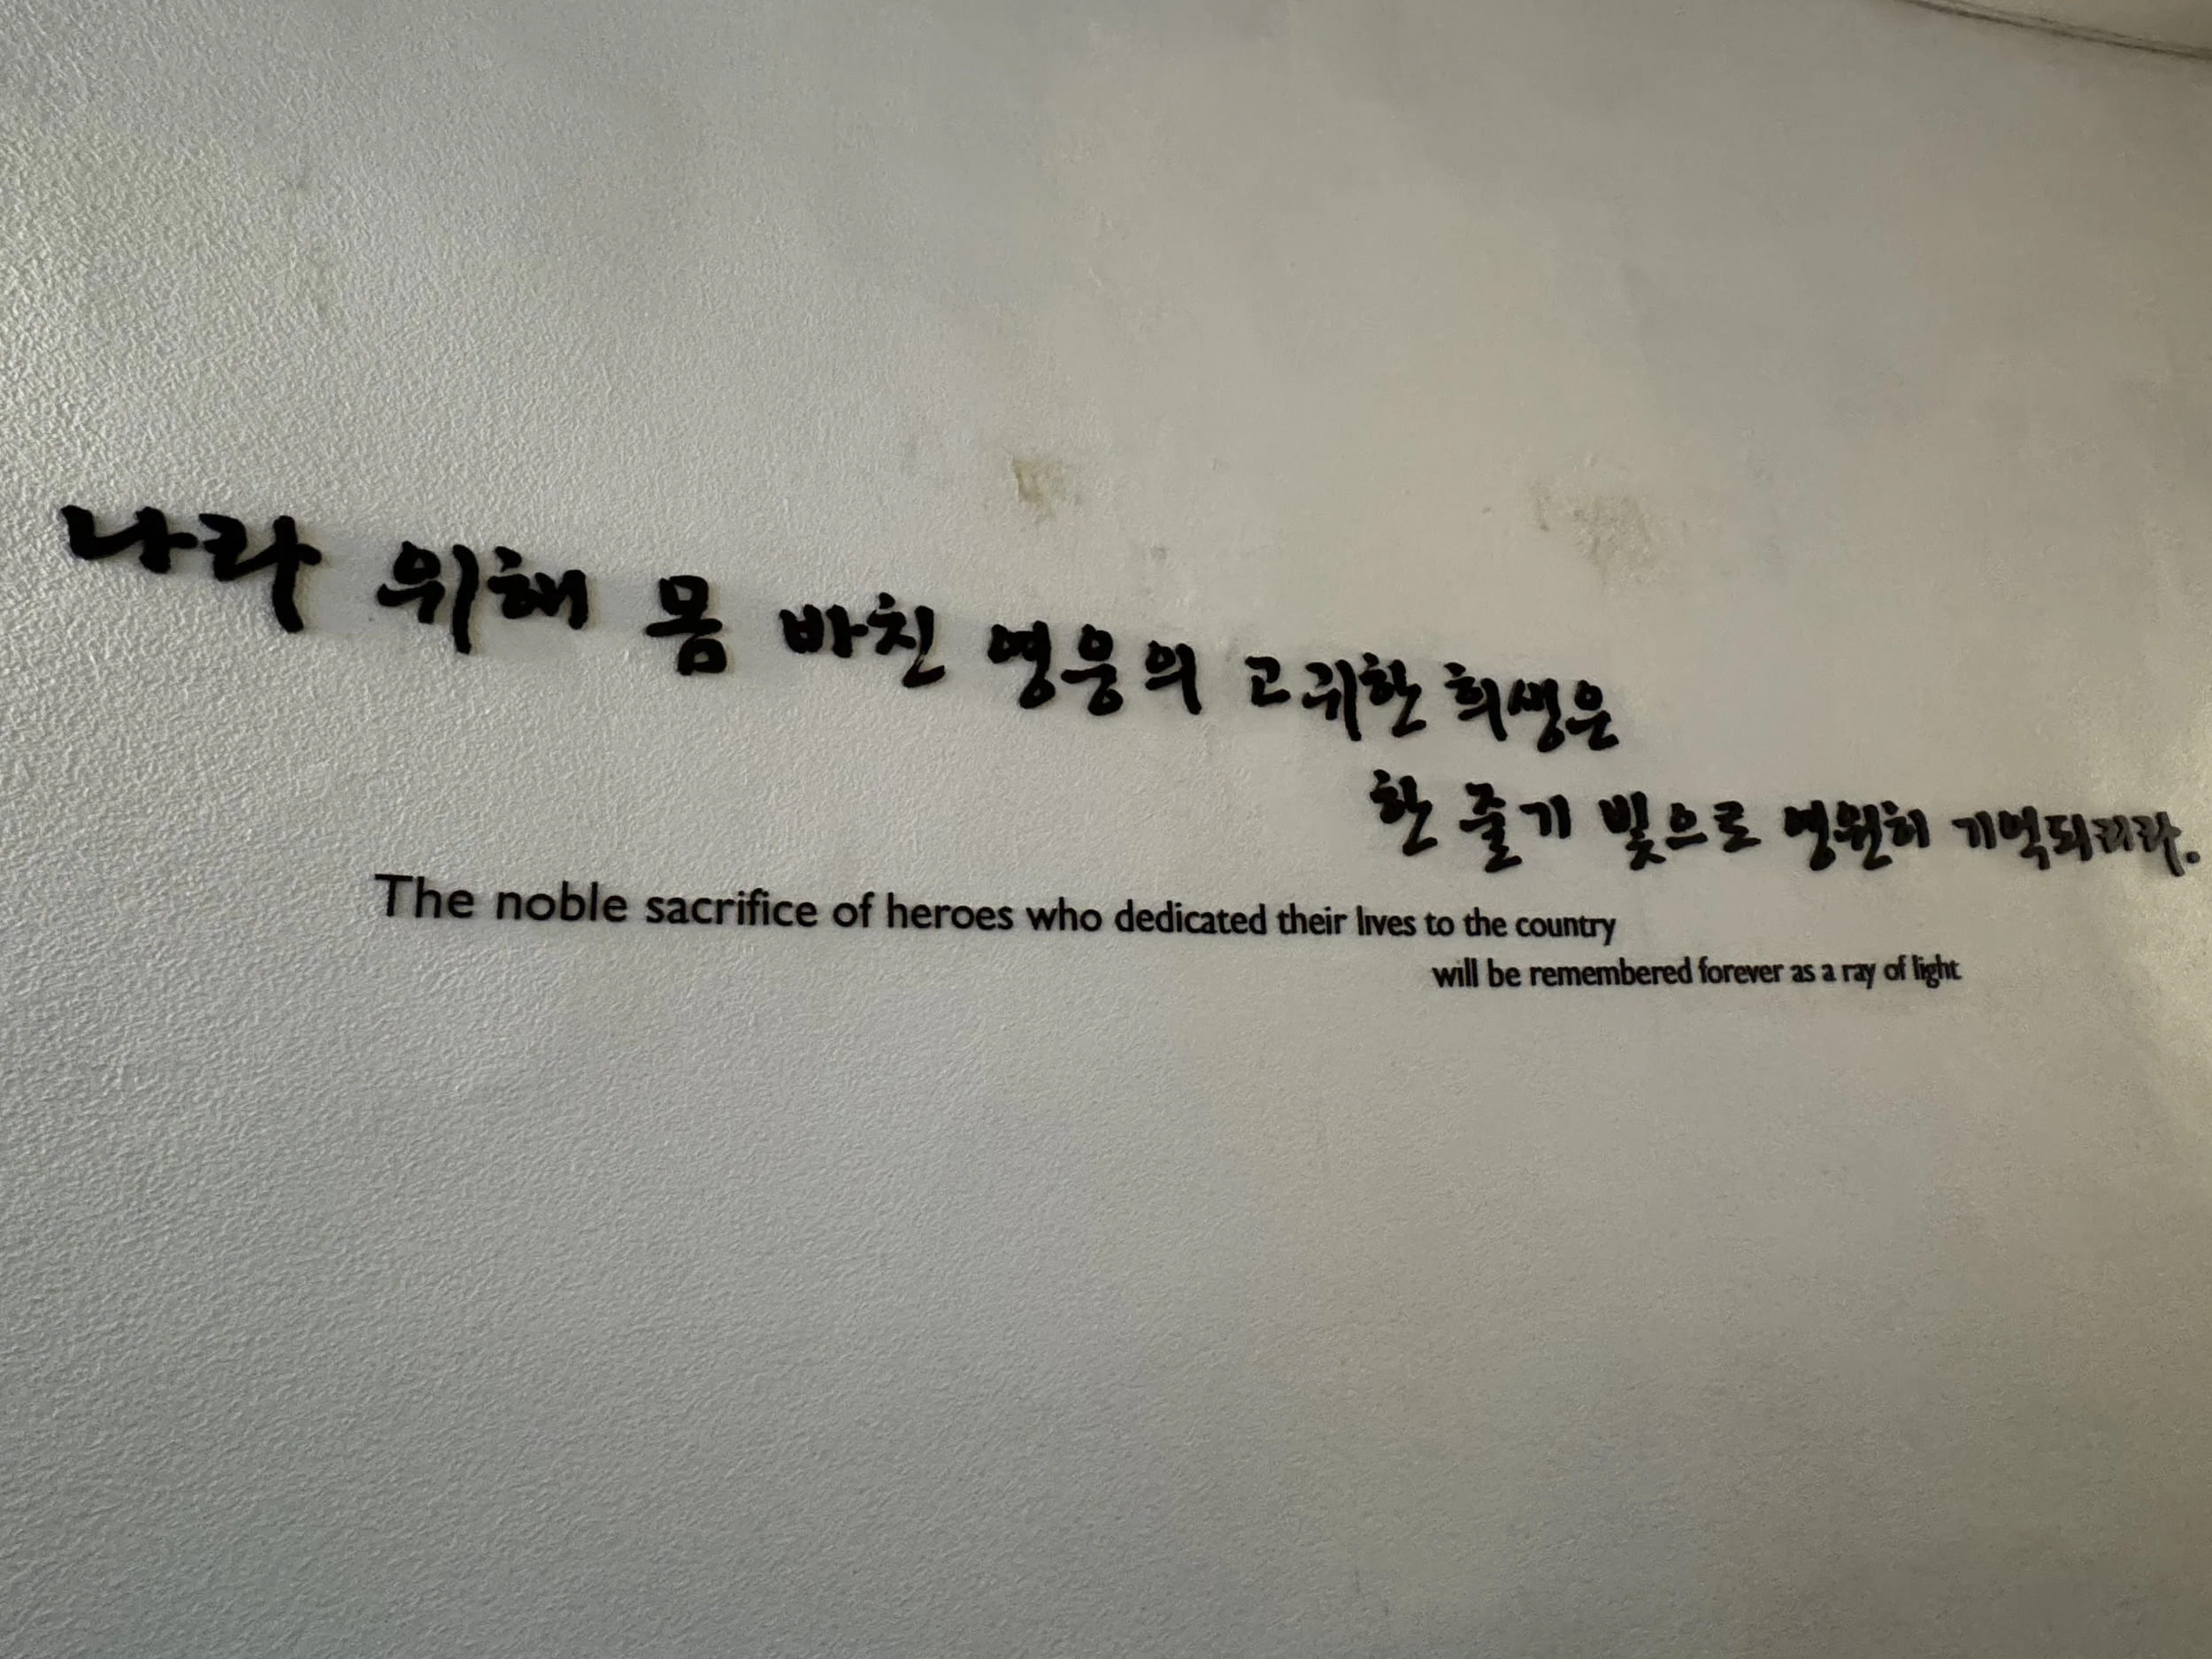 나라 위해 몸 바친 영웅의 고귀한 희생은
한 줄기 빛으로 영원히 기억되리라.
The noble sacrifice of heroes who dedicated their lives to the country
will be remembered forever as a ray of light